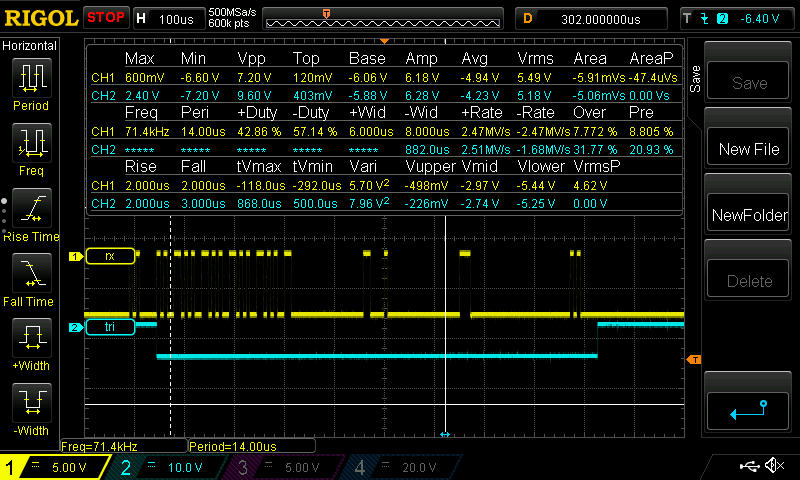 RIGOL STOP H 100us 500MSa/s 600k pts T D 302.000000us T 2 -6.40 V
Horizontal
Period
Freq
Rise Time
Fall Time
+Width
-Width
Max Min Vpp Top Base Amp Avg Vrms Area AreaP
CH1 600mV -6.60 V 7.20 V 120mV -6.06 V 6.18 V -4.94 V 5.49 V -5.91mVs -47.4uVs
CH2 2.40 V -7.20 V 9.60 V 403mV -5.88 V 6.28 V -4.23 V 5.18 V -5.06mVs 0.00 Vs
Freq Peri +Duty -Duty +Wid -Wid +Rate -Rate Over Pre
CH1 71.4kHz 14.00us 42.86 % 57.14 % 6.000us 8.000us 2.47MV/s -2.47MV/s 7.772 % 8.805 %
CH2 ***** ***** ***** ***** ***** 882.0us 2.51MV/s -1.68MV/s 31.77 % 20.93 %
Rise Fall tVmax tVmin Vari Vupper Vmid Vlower VrmsP
CH1 2.000us 2.000us -118.0us -292.0us 5.70 V² -498mV -2.97 V -5.44 V 4.62 V
CH2 2.000us 3.000us 868.0us 500.0us 7.96 V² -226mV -2.74 V -5.25 V 0.00 V
1 rx
2 tri
T
Freq=71.4kHz Period=14.00us
1 5.00 V 2 10.0 V 3 5.00 V 4 20.0 V
Save
Save
New File
NewFolder
Delete